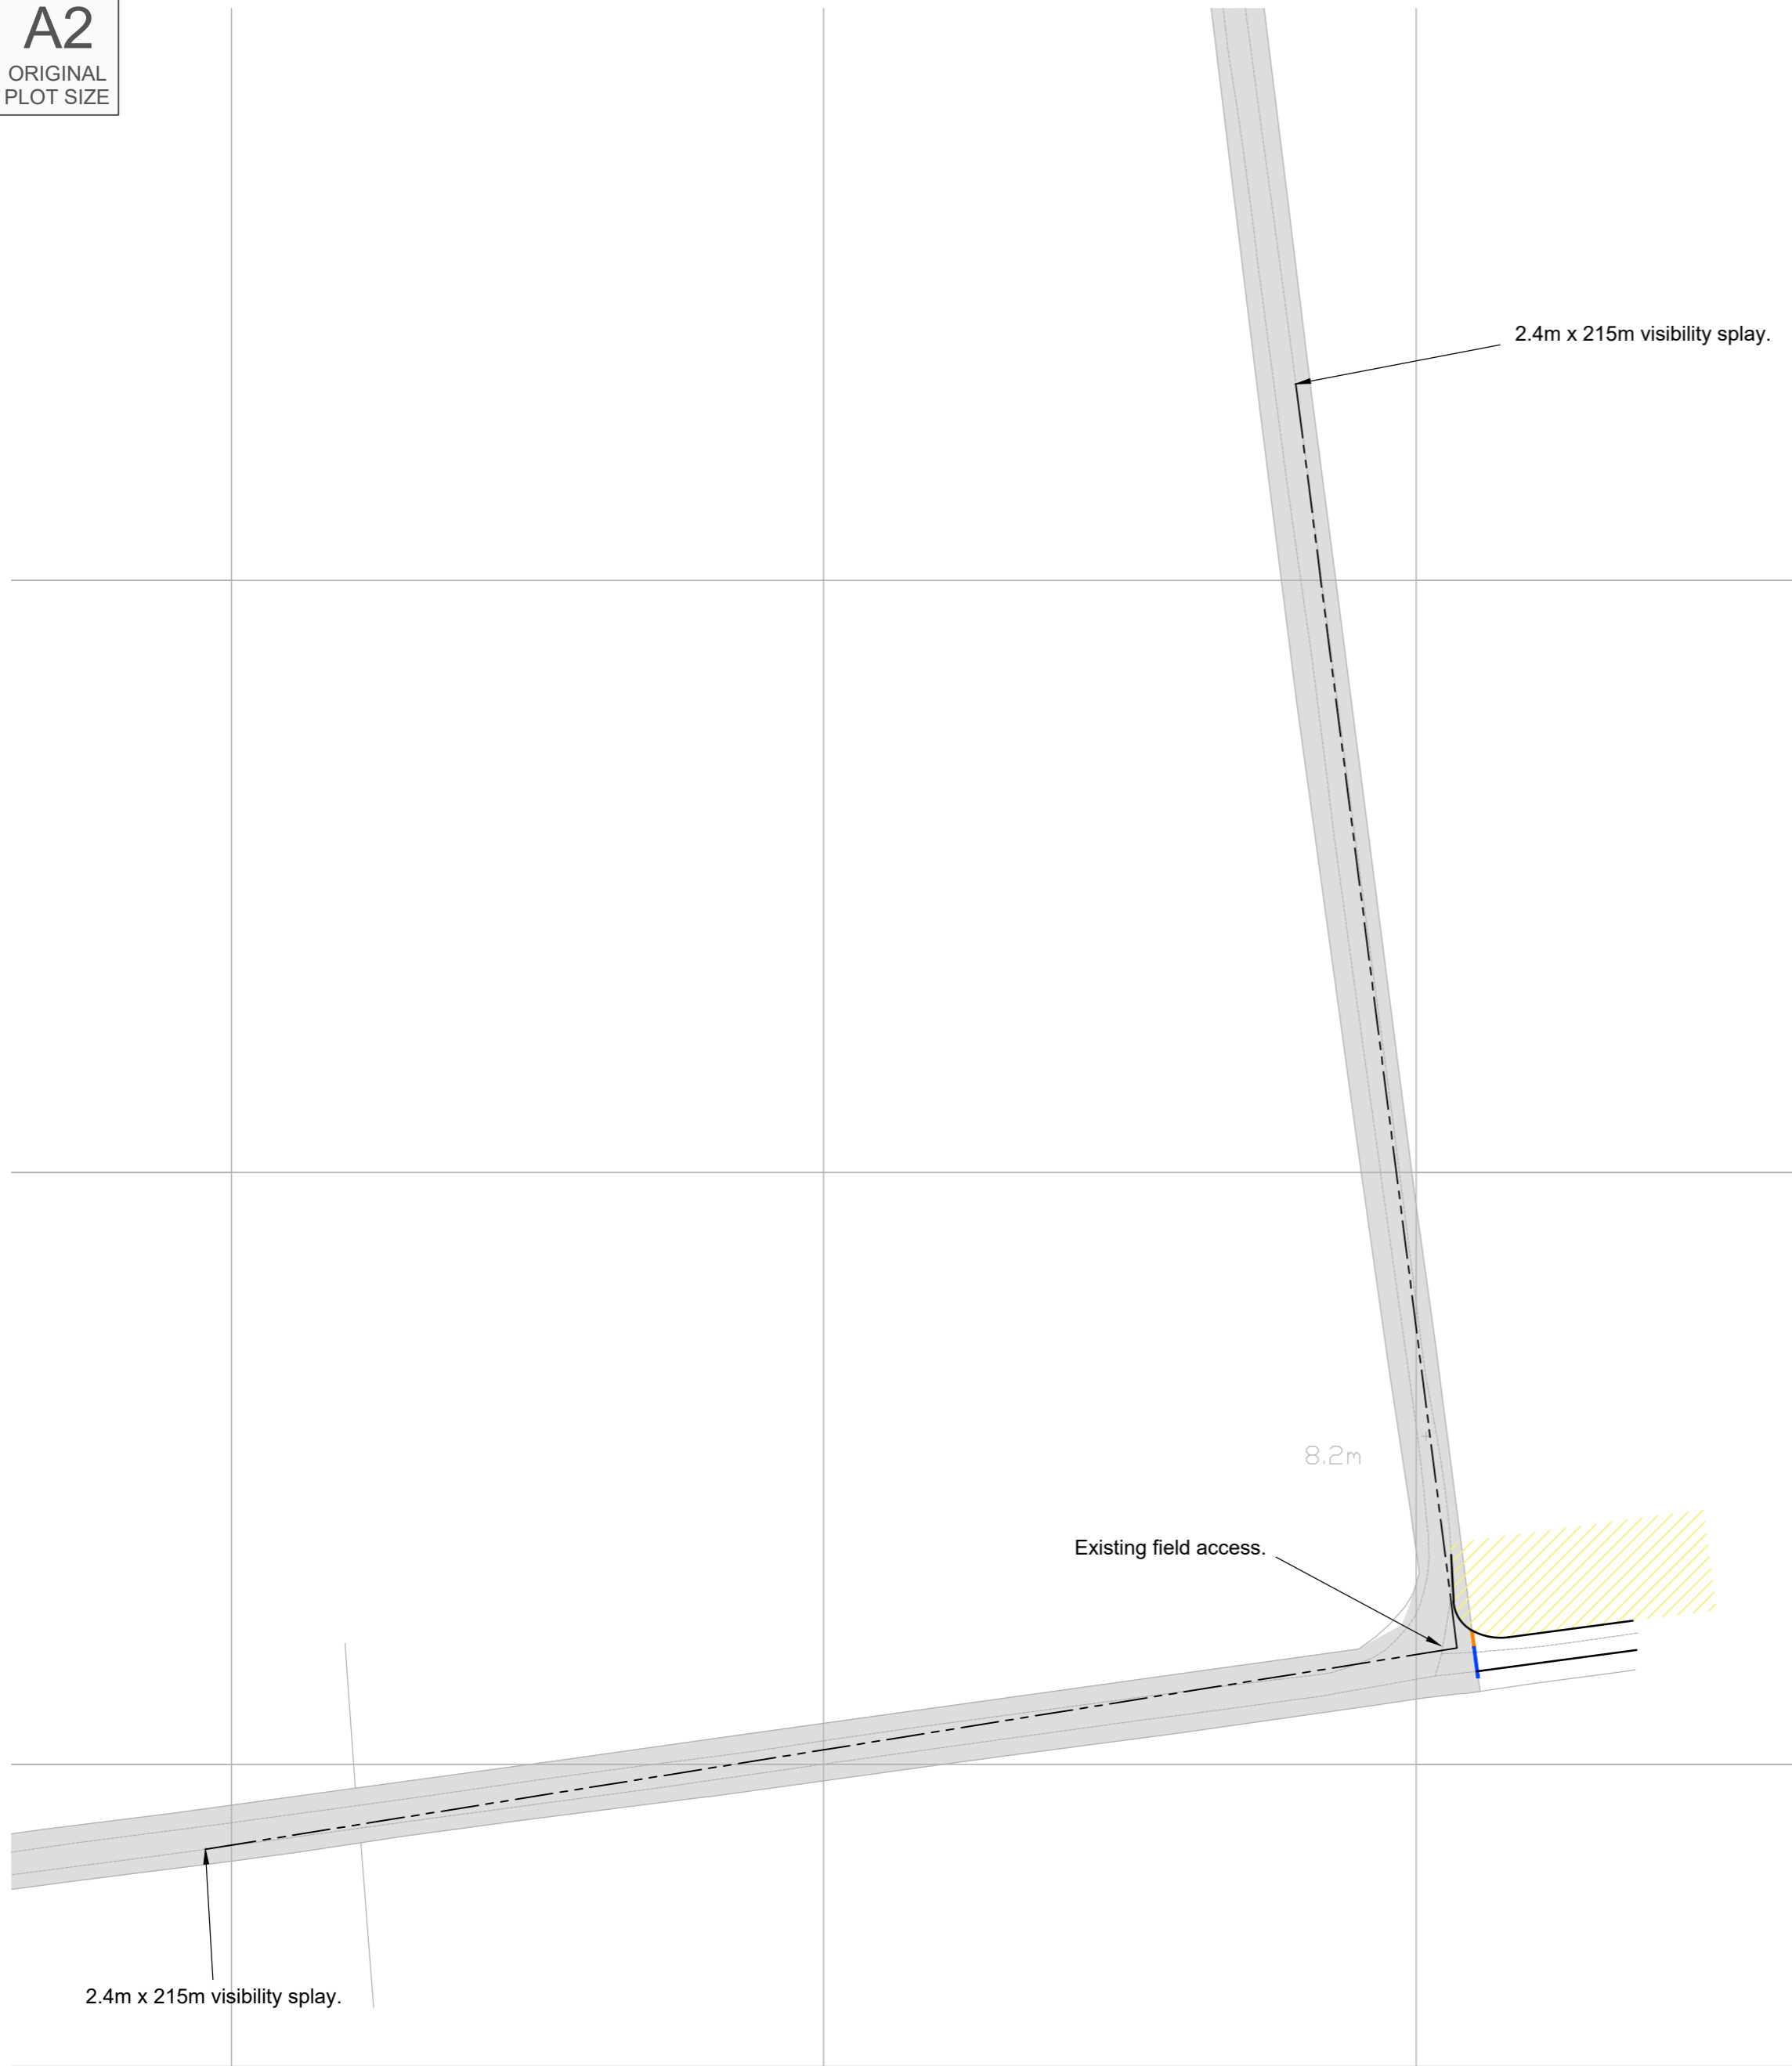 A2
ORIGINAL
PLOT SIZE
2.4m x 215m visibility splay.
8.2m
Existing field access.
2.4m x 215m visibility splay.